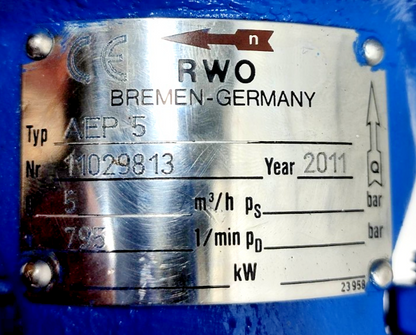 CE n
RWO
BREMEN-GERMANY
Typ AEP 5
Nr 11029813 Year 2011 Q
5 m³/h pS bar
795 1/min pD bar
kW
23958